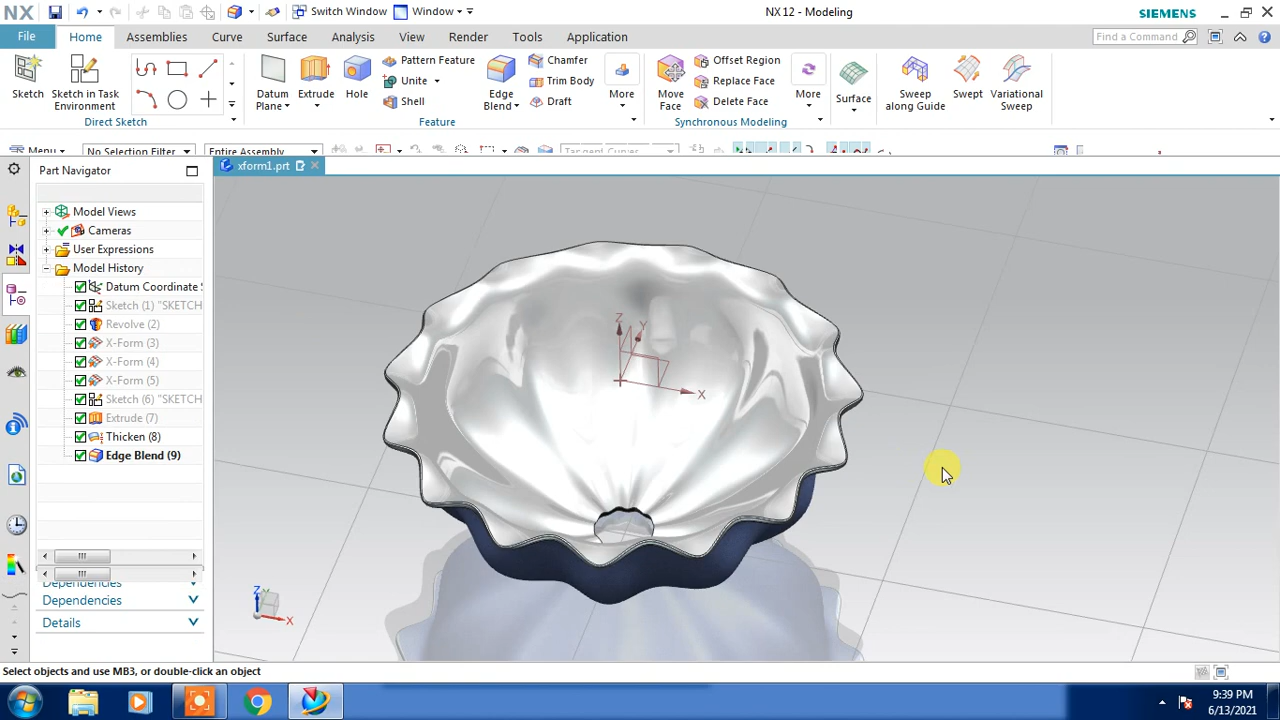 NX Switch Window Window NX 12 - Modeling SIEMENS
File Home Assemblies Curve Surface Analysis View Render Tools Application Find a Command
Sketch
Sketch in Task Environment
Direct Sketch
Datum Plane
Extrude
Hole
Pattern Feature
Unite
Shell
Edge Blend
Chamfer
Trim Body
Draft
More
Feature
Move Face
Offset Region
Replace Face
Delete Face
More
Synchronous Modeling
Surface
Sweep along Guide
Swept
Variational Sweep
Menu No Selection Filter Entire Assembly Tangent Curves
Part Navigator
xform1.prt
Model Views
Cameras
User Expressions
Model History
Datum Coordinate S
Sketch (1) "SKETCH
Revolve (2)
X-Form (3)
X-Form (4)
X-Form (5)
Sketch (6) "SKETCH
Extrude (7)
Thicken (8)
Edge Blend (9)
Dependencies
Dependencies
Details
Z
Y
X
Z
Y
X
Select objects and use MB3, or double-click an object
9:39 PM
6/13/2021